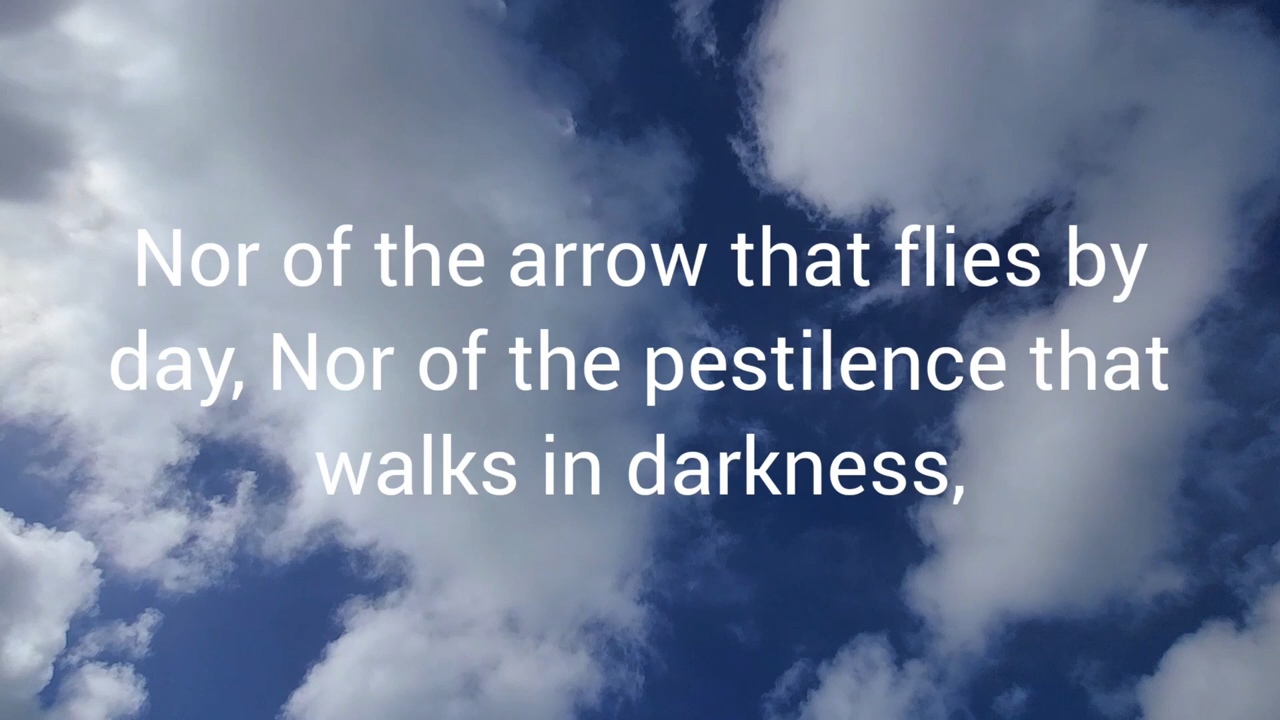 Nor of the arrow that flies by
day, Nor of the pestilence that
walks in darkness,